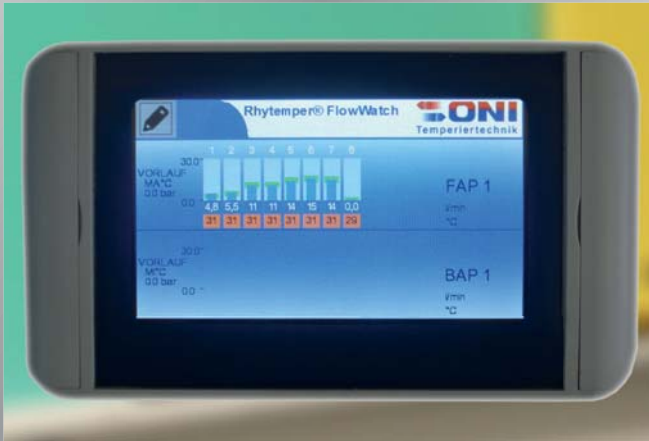 Rhytemper® FlowWatch
ONI
Temperiertechnik
1 2 3 4 5 6 7 8
30.0
VORLAUF
MA°C
0.0 bar
0.0
4,8 5,5 11 11 14 15 14 0,0
31 31 31 31 31 31 31 29
FAP 1
l/min
°C
30.0
VORLAUF
M°C
0.0 bar
0.0
BAP 1
l/min
°C